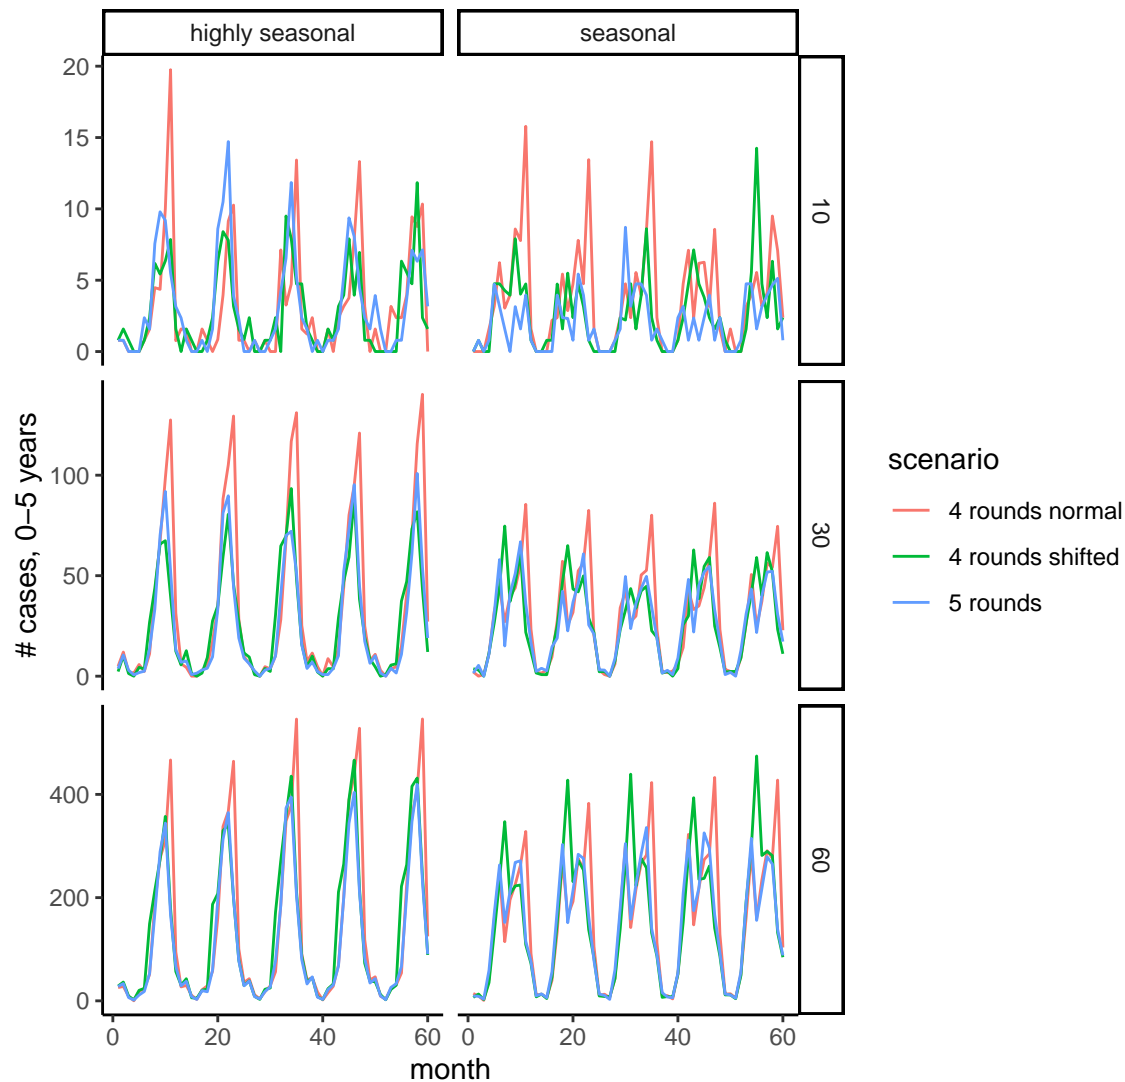 highly seasonal
seasonal
20
15
10
5
0
10
# cases, 0–5 years
100
50
0
30
400
200
0
60
0
20
40
60
0
20
40
60
month
scenario
4 rounds normal
4 rounds shifted
5 rounds